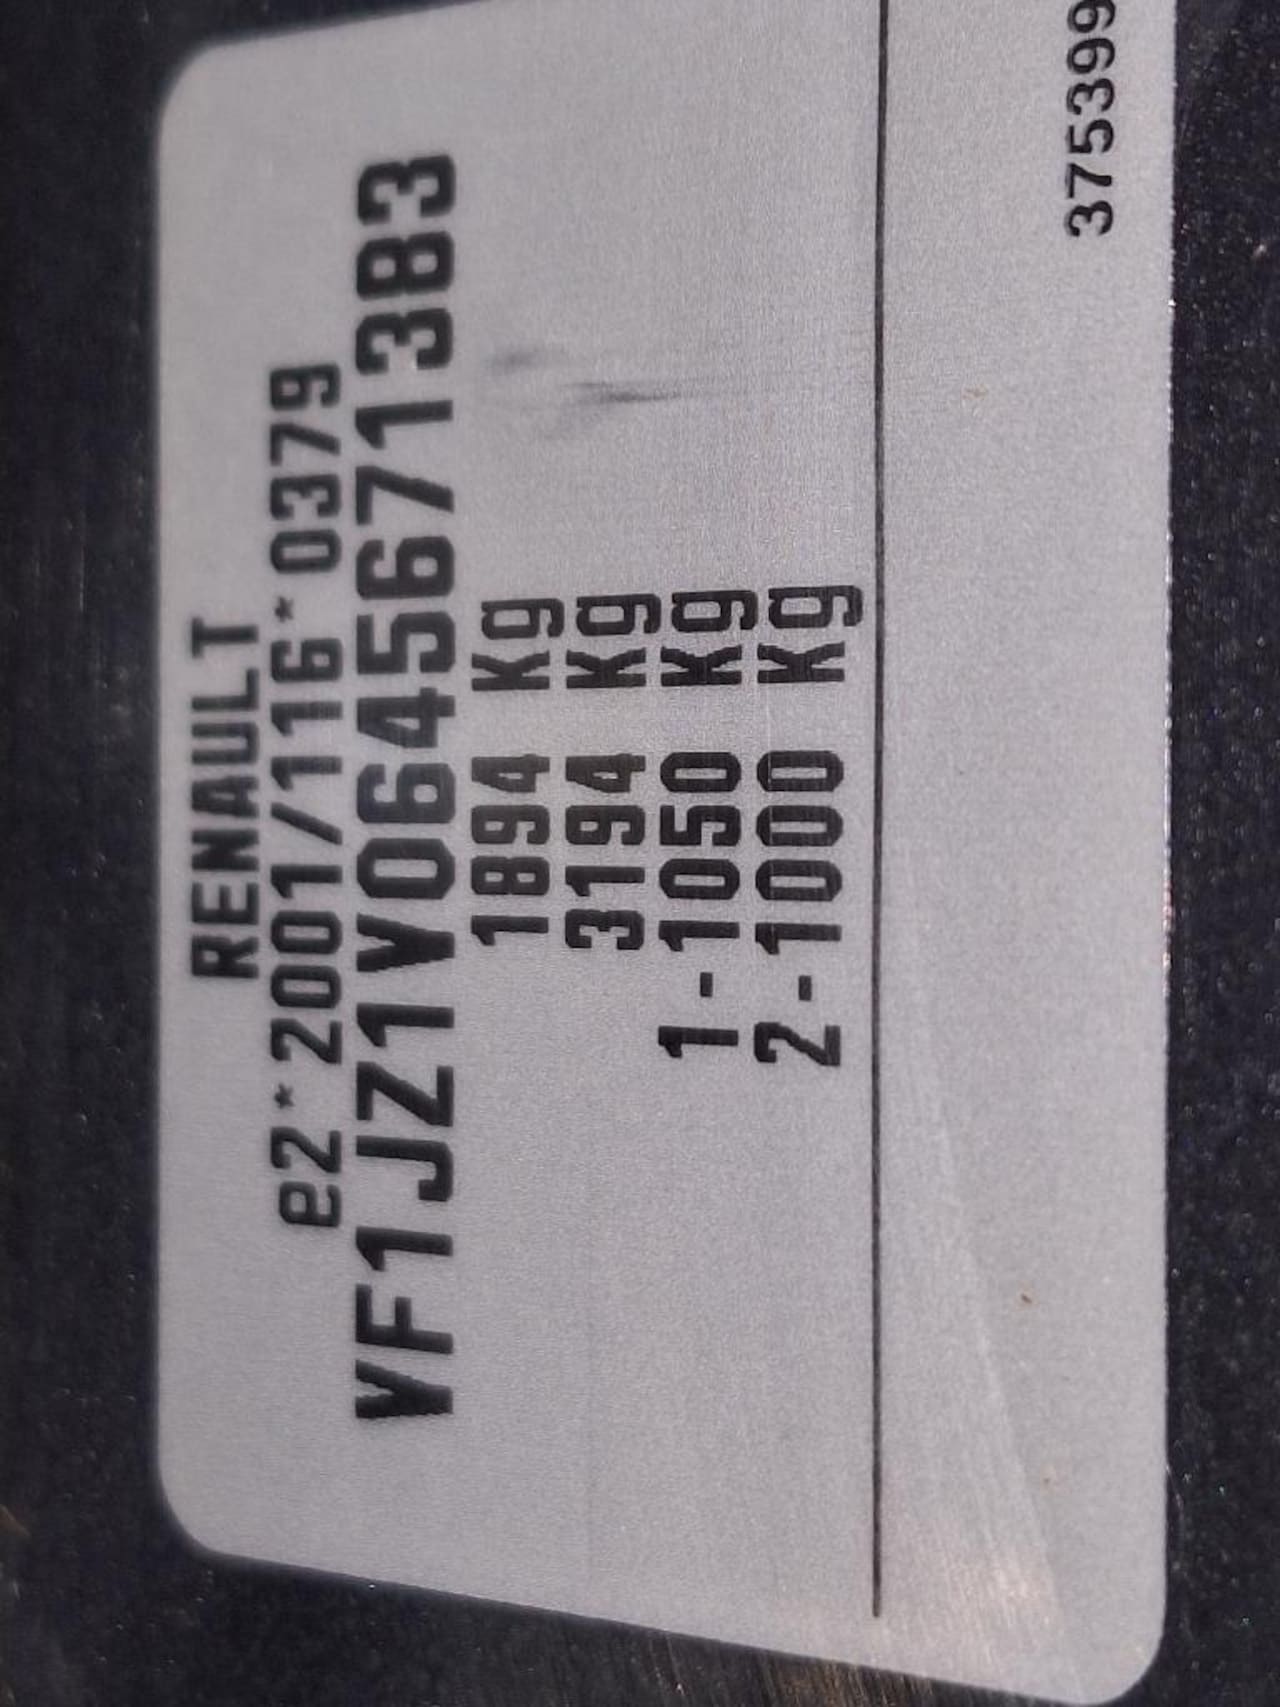 RENAULT
e2*2001/116*0379
VF1JZ1V0645671383
1894 Kg
3194 Kg
1-1050 Kg
2-1000 Kg
375399